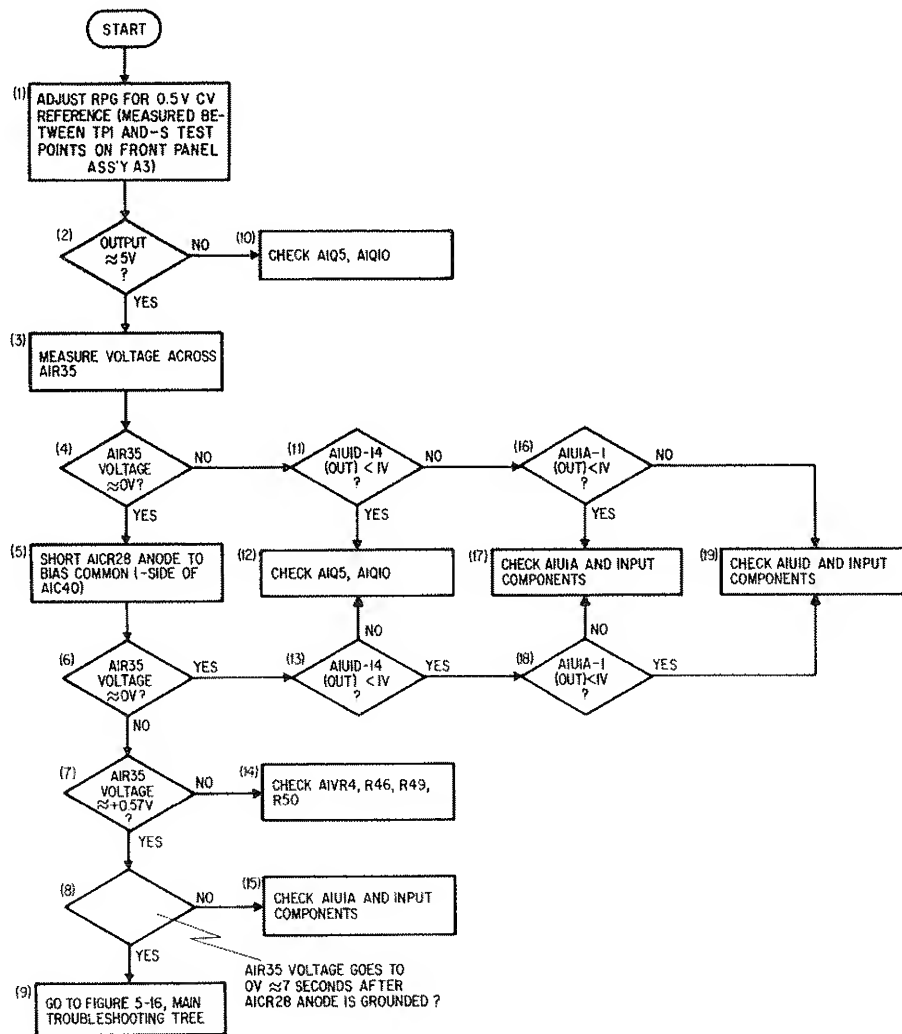 START
(1)
ADJUST RPG FOR 0.5V CV
REFERENCE (MEASURED BE-
TWEEN TP1 AND-S TEST
POINTS ON FRONT PANEL
ASS'Y A3)
(2)
OUTPUT
≈5V
?
NO
YES
(10)
CHECK A1Q5, A1Q10
(3)
MEASURE VOLTAGE ACROSS
A1R35
(4)
A1R35
VOLTAGE
≈0V?
NO
YES
(11)
A1U1D-14
(OUT) < 1V
?
NO
YES
(16)
A1U1A-1
(OUT)<1V
?
NO
YES
(5)
SHORT A1CR28 ANODE TO
BIAS COMMON (-SIDE OF
A1C40)
(12)
CHECK A1Q5, A1Q10
(17)
CHECK A1U1A AND INPUT
COMPONENTS
(19)
CHECK A1U1D AND INPUT
COMPONENTS
(6)
A1R35
VOLTAGE
≈0V?
YES
NO
(13)
A1U1D-14
(OUT) <1V
?
NO
YES
(18)
A1U1A-1
(OUT)<1V
?
NO
YES
(7)
A1R35
VOLTAGE
≈+0.57V
?
NO
YES
(14)
CHECK A1VR4, R46, R49,
R50
(8)
NO
YES
(15)
CHECK A1U1A AND INPUT
COMPONENTS
A1R35 VOLTAGE GOES TO
0V ≈7 SECONDS AFTER
A1CR28 ANODE IS GROUNDED ?
(9)
GO TO FIGURE 5-16, MAIN
TROUBLESHOOTING TREE